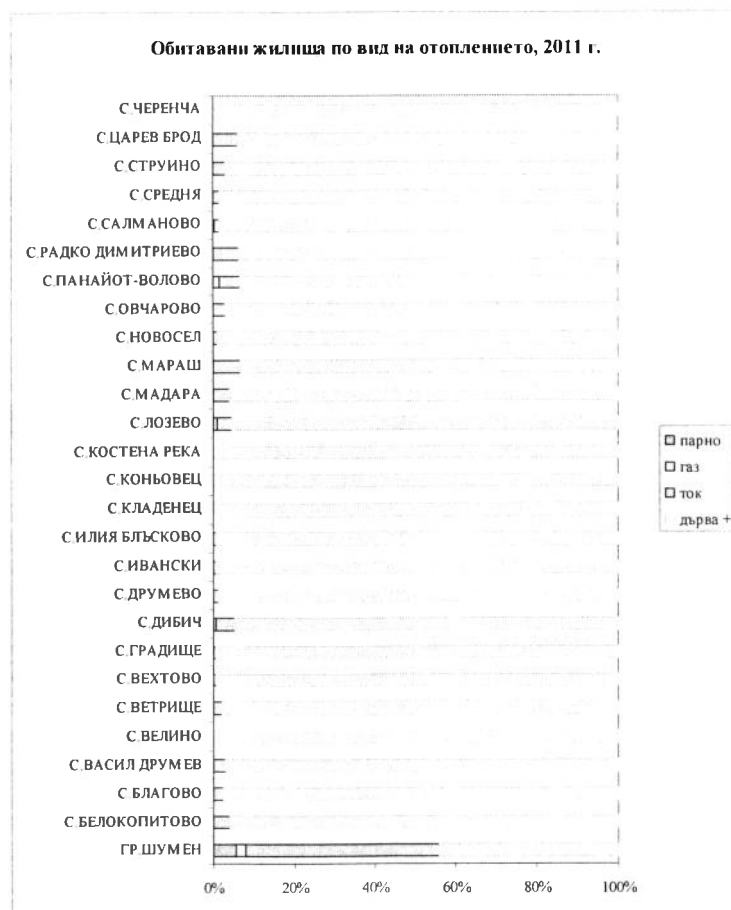 Обитавани жилища по вид на отоплението, 2011 г.
С.ЧЕРЕНЧА
С.ЦАРЕВ БРОД
С.СТРУИНО
С.СРЕДНЯ
С.САЛМАНОВО
С.РАДКО ДИМИТРИЕВО
С.ПАНАЙОТ-ВОЛОВО
С.ОВЧАРОВО
С.НОВОСЕЛ
С.МАРАШ
С.МАДАРА
С.ЛОЗЕВО
С.КОСТЕНА РЕКА
С.КОНЬОВЕЦ
С.КЛАДЕНЕЦ
С.ИЛИЯ БЛЪСКОВО
С.ИВАНСКИ
С.ДРУМЕВО
С.ДИБИЧ
С.ГРАДИЩЕ
С.ВЕХТОВО
С.ВЕТРИЩЕ
С.ВЕЛИНО
С.ВАСИЛ ДРУМЕВ
С БЛАГОВО
С.БЕЛОКОПИТОВО
ГР.ШУМЕН
0% 20% 40% 60% 80% 100%
парно
газ
ток
дърва +